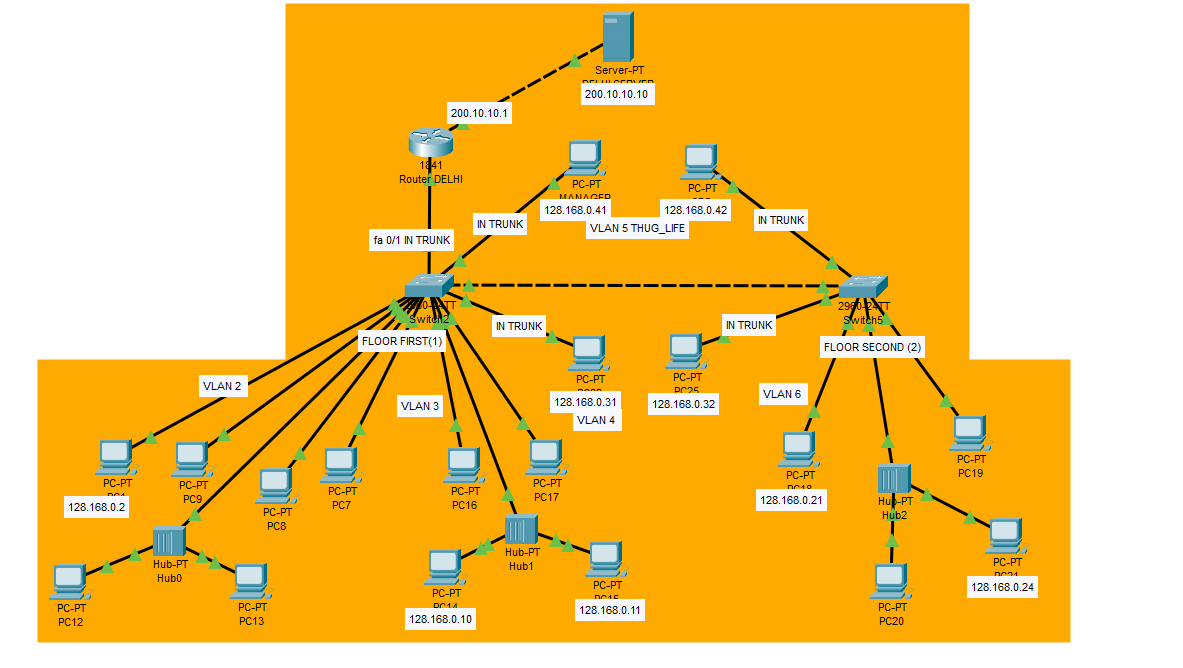 Server-PT
200.10.10.10
200.10.10.1
1841
Router DELHI
PC-PT
MANAGER
128.168.0.41
PC-PT
128.168.0.42
VLAN 5 THUG_LIFE
IN TRUNK
IN TRUNK
fa 0/1 IN TRUNK
Switch2
2960-24TT
Switch5
IN TRUNK
IN TRUNK
FLOOR FIRST(1)
FLOOR SECOND (2)
PC-PT
128.168.0.31
VLAN 4
PC-PT
PC25
128.168.0.32
VLAN 2
VLAN 3
VLAN 6
PC-PT
128.168.0.2
PC-PT
PC9
PC-PT
PC8
PC-PT
PC7
PC-PT
PC16
PC-PT
PC17
PC-PT
PC18
128.168.0.21
PC-PT
PC19
Hub-PT
Hub0
Hub-PT
Hub1
Hub-PT
Hub2
PC-PT
PC12
PC-PT
PC13
PC-PT
PC14
128.168.0.10
PC-PT
PC15
128.168.0.11
PC-PT
PC20
PC-PT
128.168.0.24